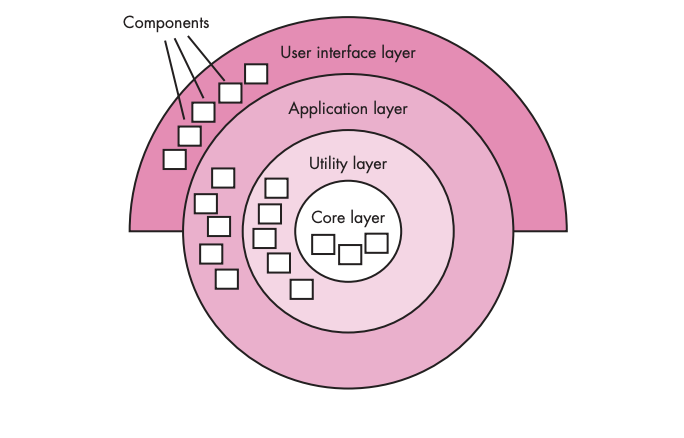 Components
User interface layer
Application layer
Utility layer
Core layer